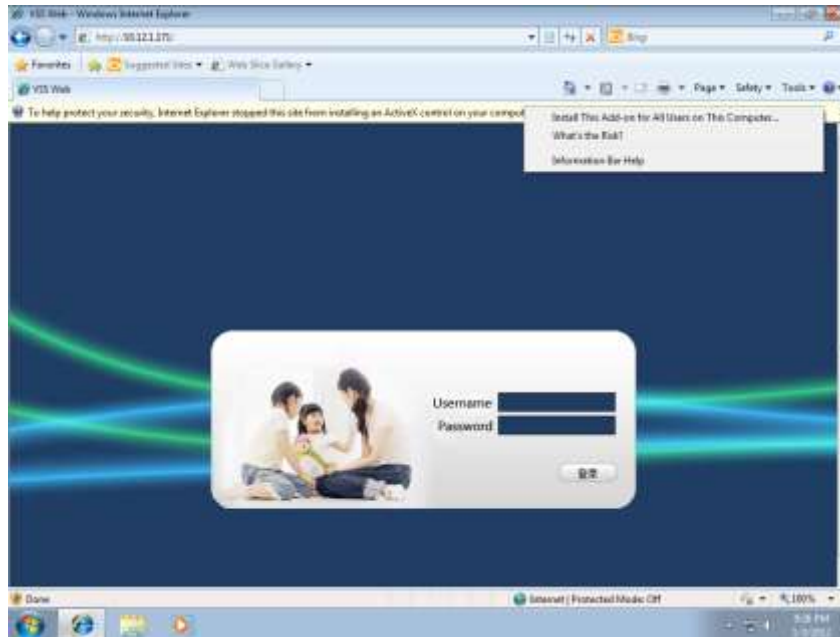 VSS Web - Windows Internet Explorer
Bing
Favorites
Suggested Sites
Web Slice Gallery
VSS Web
Page
Safety
Tools
To help protect your security, Internet Explorer stopped this site from installing an ActiveX control on your
Install This Add-on for All Users on This Computer...
What's the Risk?
Information Bar Help
Username
Password
登录
Done
Internet | Protected Mode: Off
100%